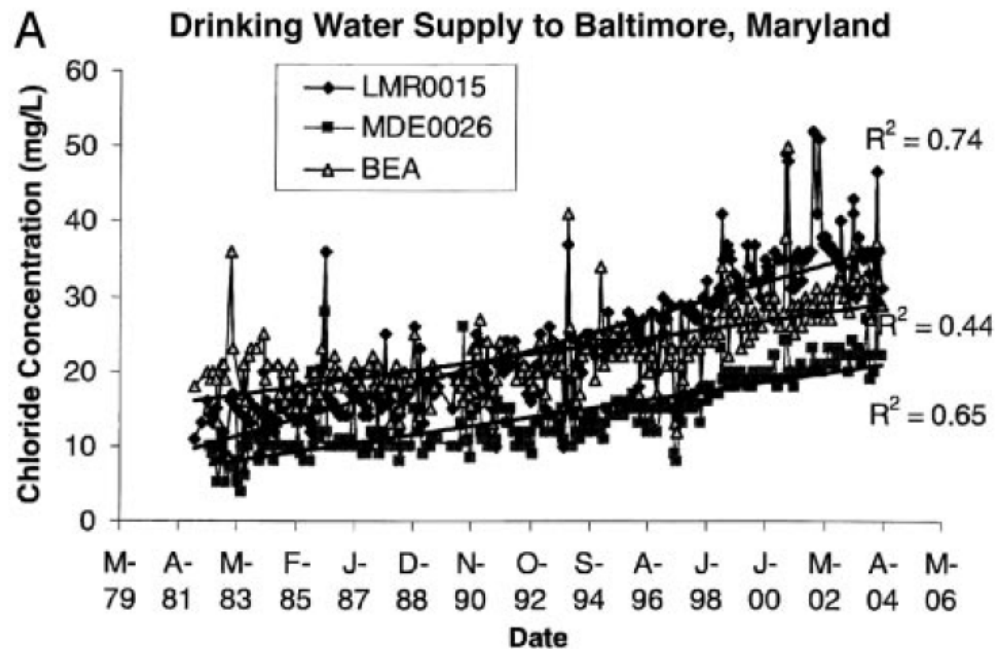 A
Drinking Water Supply to Baltimore, Maryland
Chloride Concentration (mg/L)
60
50
40
30
20
10
0
LMR0015
MDE0026
BEA
R² = 0.74
R² = 0.44
R² = 0.65
M- A- M- F- J- D- N- O- S- A- J- J- M- A- M-
79 81 83 85 87 88 90 92 94 96 98 00 02 04 06
Date